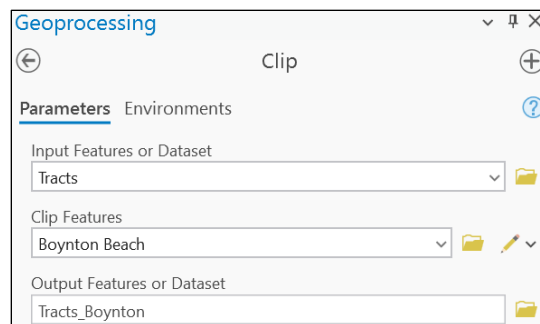 Geoprocessing
Clip
Parameters Environments
Input Features or Dataset
Tracts
Clip Features
Boynton Beach
Output Features or Dataset
Tracts_Boynton